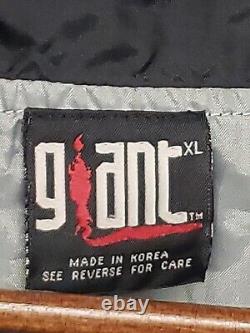 giant XL
TM
MADE IN KOREA
SEE REVERSE FOR CARE